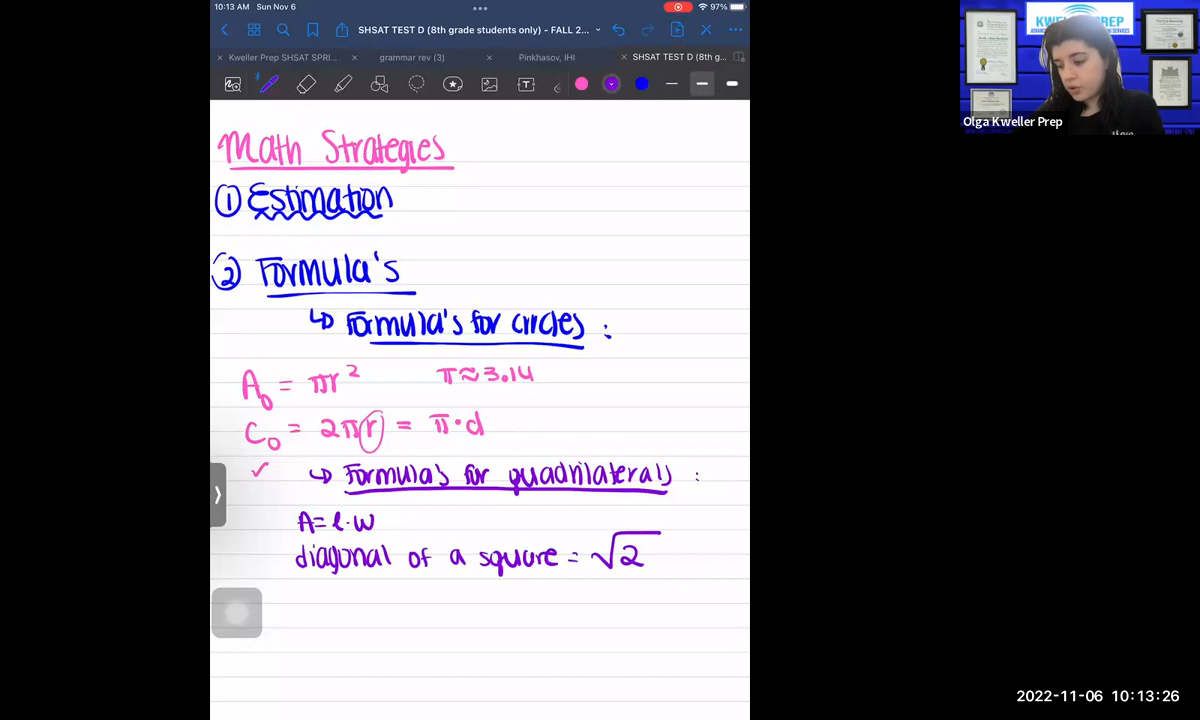 10:13 AM Sun Nov 6
97%
SHSAT TEST D (8th grade students only) - FALL 2...
Kweller Prep SHSAT SPRI...
grammar rev (3)
Pinkhasov, IHI
SHSAT TEST D (8th g...
Math Strategies
① Estimation
② Formula's
↳ Formula's for circles :
A○ = πr² π≈3.14
C○ = 2πr = π·d
✓ ↳ Formula's for quadrilaterals :
A=l·w
diagonal of a square = √2
KWELLER PREP
Olga Kweller Prep
2022-11-06 10:13:26